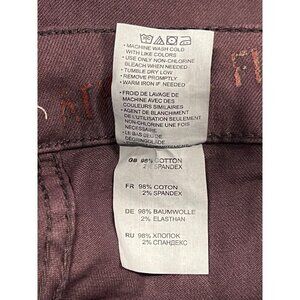 • MACHINE WASH COLD
WITH LIKE COLORS
• USE ONLY NON-CHLORINE
BLEACH WHEN NEEDED
• TUMBLE DRY LOW
• REMOVE PROMPTLY
• WARM IRON IF NEEDED
• FROID DE LAVAGE DE
MACHINE AVEC DES
COULEURS SIMILAIRES
• AGENT DE BLANCHIMENT
DE L'UTILISATION SEULEMENT
NON-CHLORINE UNE FOIS
LE
GB 98% COTTON
2% SPANDEX
FR 98% COTON
2% SPANDEX
DE 98% BAUMWOLLE
2% ELASTHAN
RU 98% ХЛОПОК
2% СПАНДЕКС